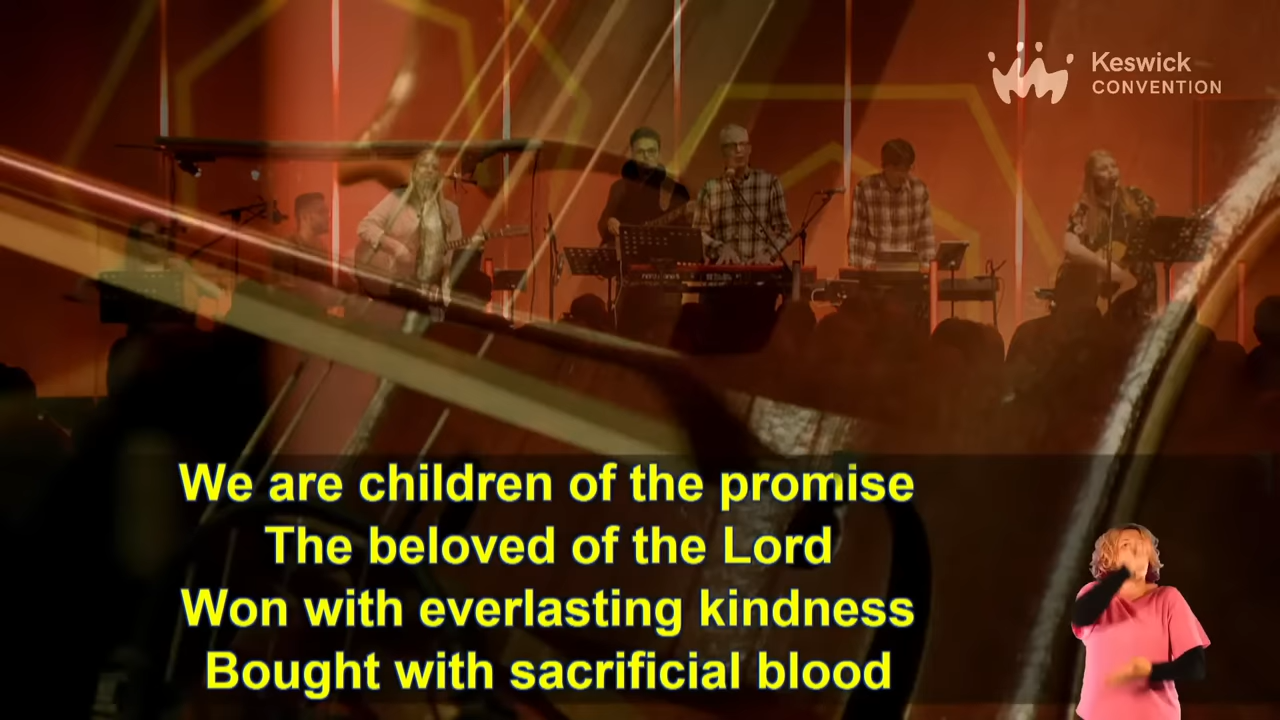 Keswick
CONVENTION
We are children of the promise
The beloved of the Lord
Won with everlasting kindness
Bought with sacrificial blood